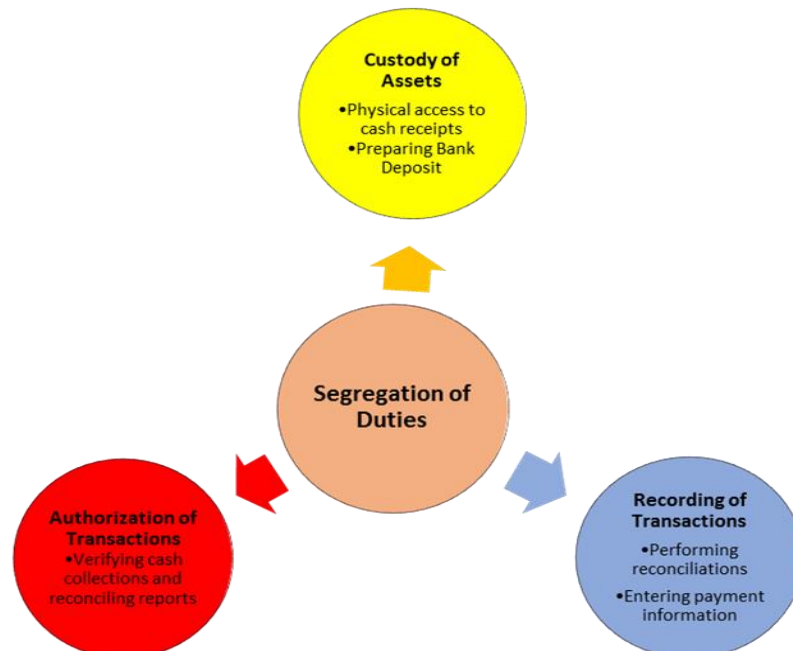 Custody of
Assets
•Physical access to
cash receipts
•Preparing Bank
Deposit
Segregation of
Duties
Authorization of
Transactions
•Verifying cash
collections and
reconciling reports
Recording of
Transactions
•Performing
reconciliations
•Entering payment
information